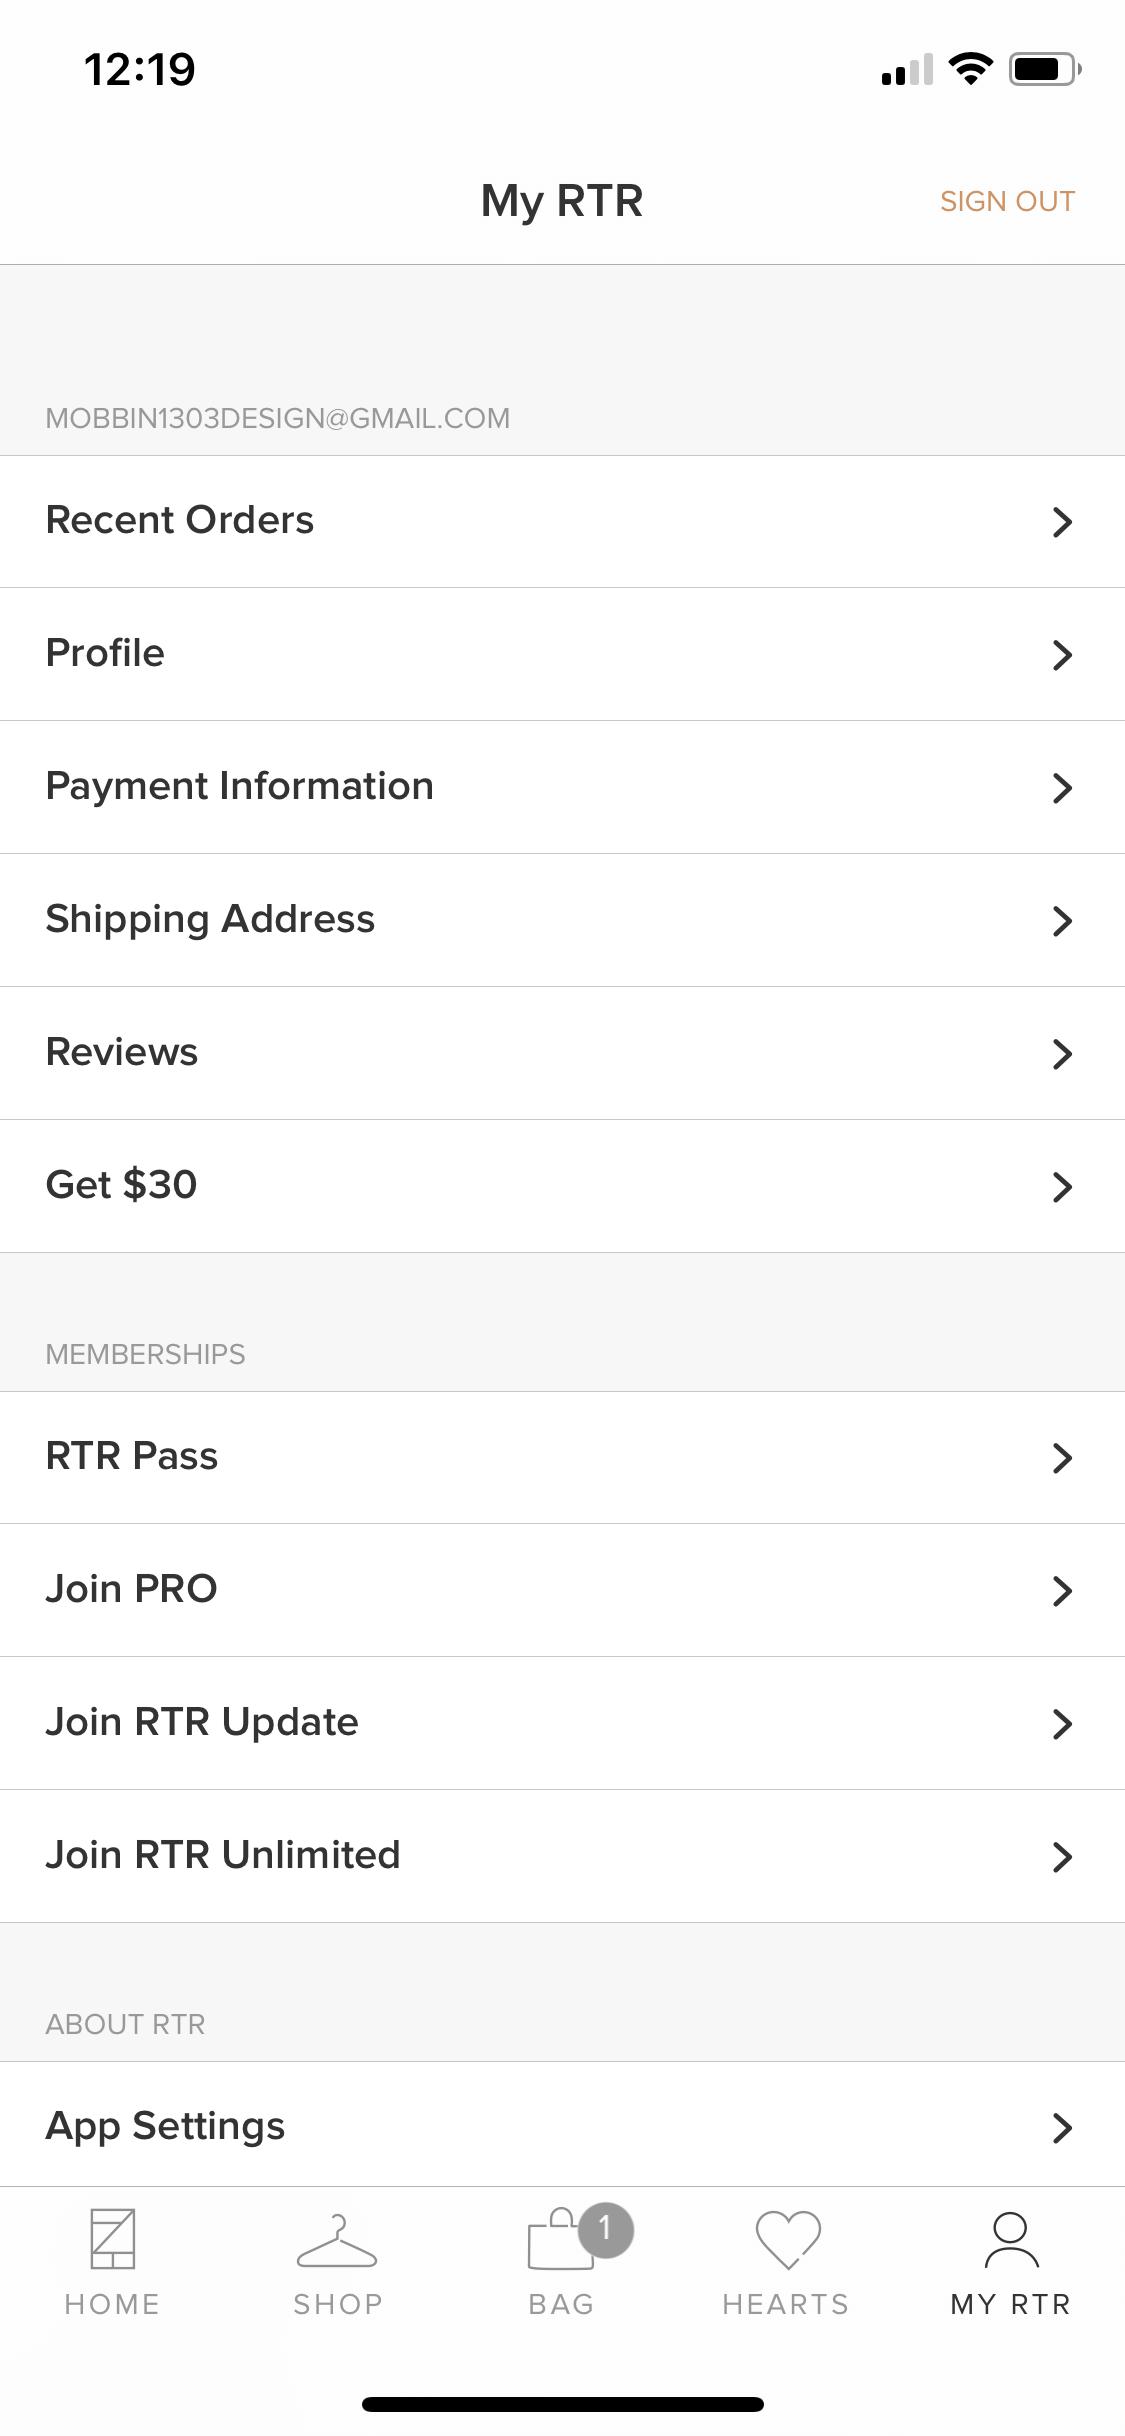 12:19
My RTR
SIGN OUT
MOBBIN1303DESIGN@GMAIL.COM
Recent Orders
Profile
Payment Information
Shipping Address
Reviews
Get $30
MEMBERSHIPS
RTR Pass
Join PRO
Join RTR Update
Join RTR Unlimited
ABOUT RTR
App Settings
1
HOME
SHOP
BAG
HEARTS
MY RTR